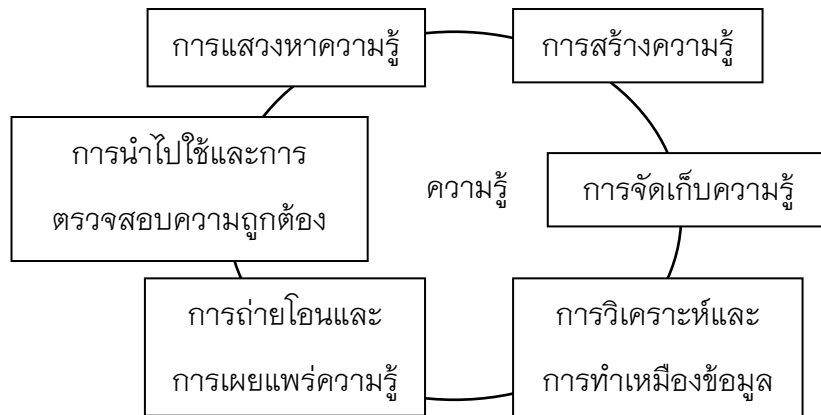 การแสวงหาความรู้
การสร้างความรู้
การนำไปใช้และการ
ตรวจสอบความถูกต้อง
ความรู้
การจัดเก็บความรู้
การถ่ายโอนและ
การเผยแพร่ความรู้
การวิเคราะห์และ
การทำเหมืองข้อมูล